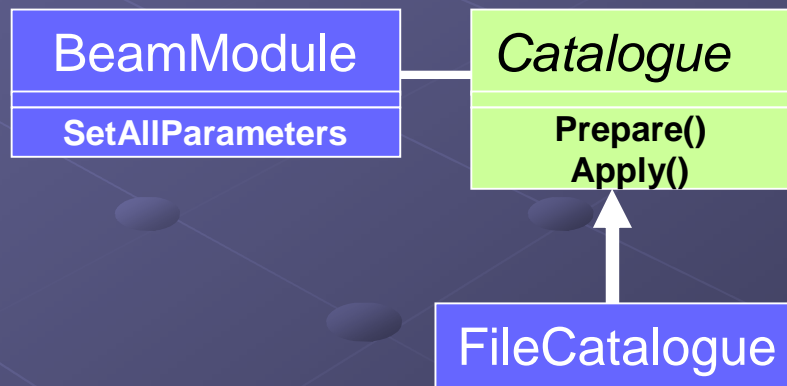 BeamModule
SetAllParameters
Catalogue
Prepare()
Apply()
FileCatalogue